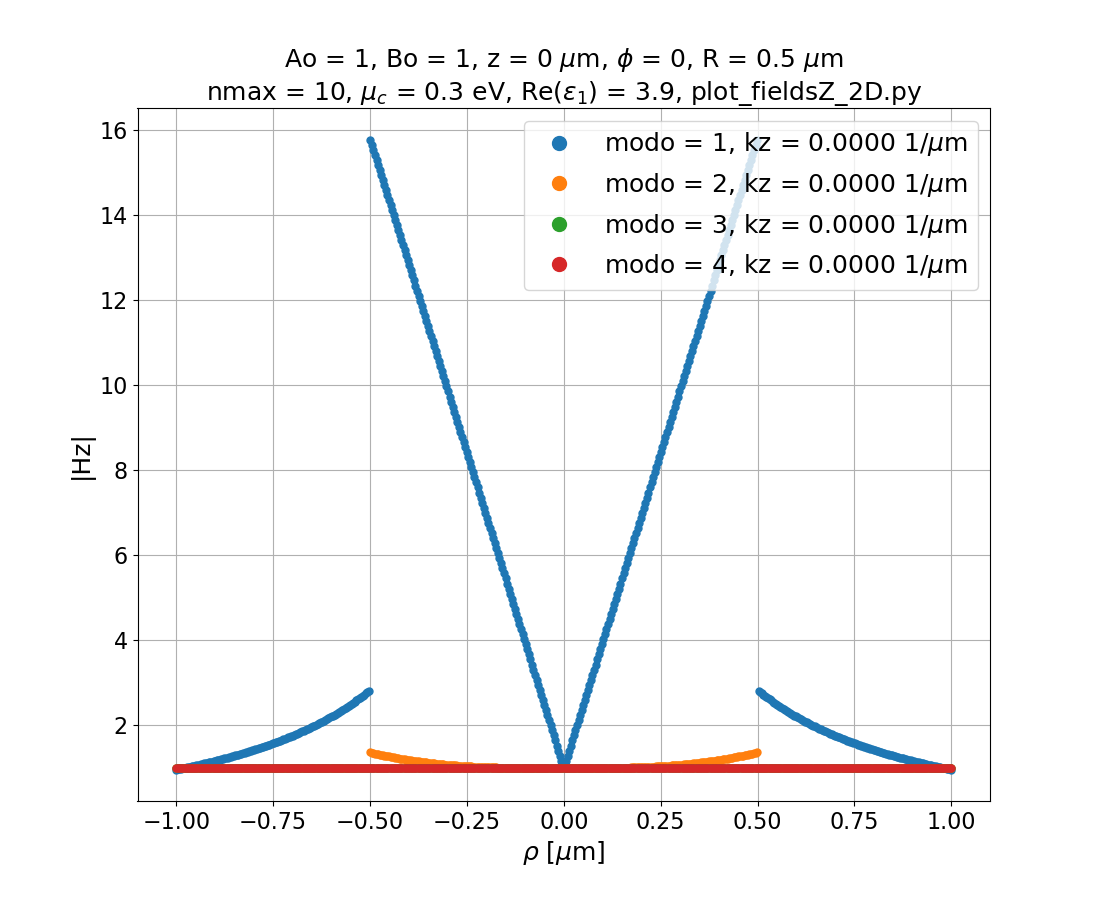 Ao = 1, Bo = 1, z = 0 μm, ϕ = 0, R = 0.5 μm
nmax = 10, μ_c = 0.3 eV, Re(ε₁) = 3.9, plot_fieldsZ_2D.py
modo = 1, kz = 0.0000 1/μm
modo = 2, kz = 0.0000 1/μm
modo = 3, kz = 0.0000 1/μm
modo = 4, kz = 0.0000 1/μm
16
14
12
10
8
6
4
2
|Hz|
−1.00 −0.75 −0.50 −0.25 0.00 0.25 0.50 0.75 1.00
ρ [μm]